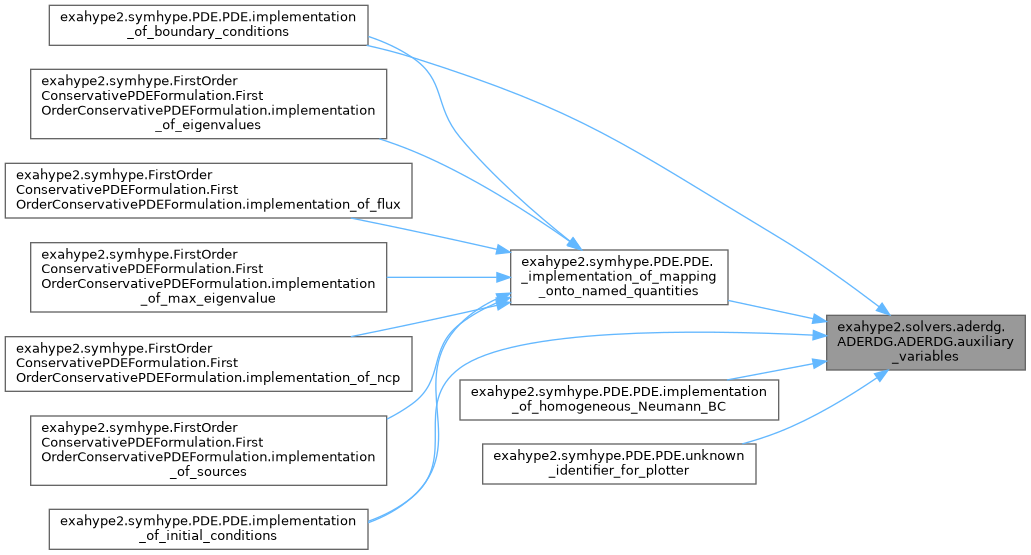 exahype2.symhype.PDE.PDE.implementation
_of_boundary_conditions
exahype2.symhype.FirstOrder
ConservativePDEFormulation.First
OrderConservativePDEFormulation.implementation
_of_eigenvalues
exahype2.symhype.FirstOrder
ConservativePDEFormulation.First
OrderConservativePDEFormulation.implementation_of_flux
exahype2.symhype.FirstOrder
ConservativePDEFormulation.First
OrderConservativePDEFormulation.implementation
_of_max_eigenvalue
exahype2.symhype.FirstOrder
ConservativePDEFormulation.First
OrderConservativePDEFormulation.implementation_of_ncp
exahype2.symhype.FirstOrder
ConservativePDEFormulation.First
OrderConservativePDEFormulation.implementation
_of_sources
exahype2.symhype.PDE.PDE.implementation
_of_initial_conditions
exahype2.symhype.PDE.PDE.
_implementation_of_mapping
_onto_named_quantities
exahype2.symhype.PDE.PDE.implementation
_of_homogeneous_Neumann_BC
exahype2.symhype.PDE.PDE.unknown
_identifier_for_plotter
exahype2.solvers.aderdg.
ADERDG.ADERDG.auxiliary
_variables